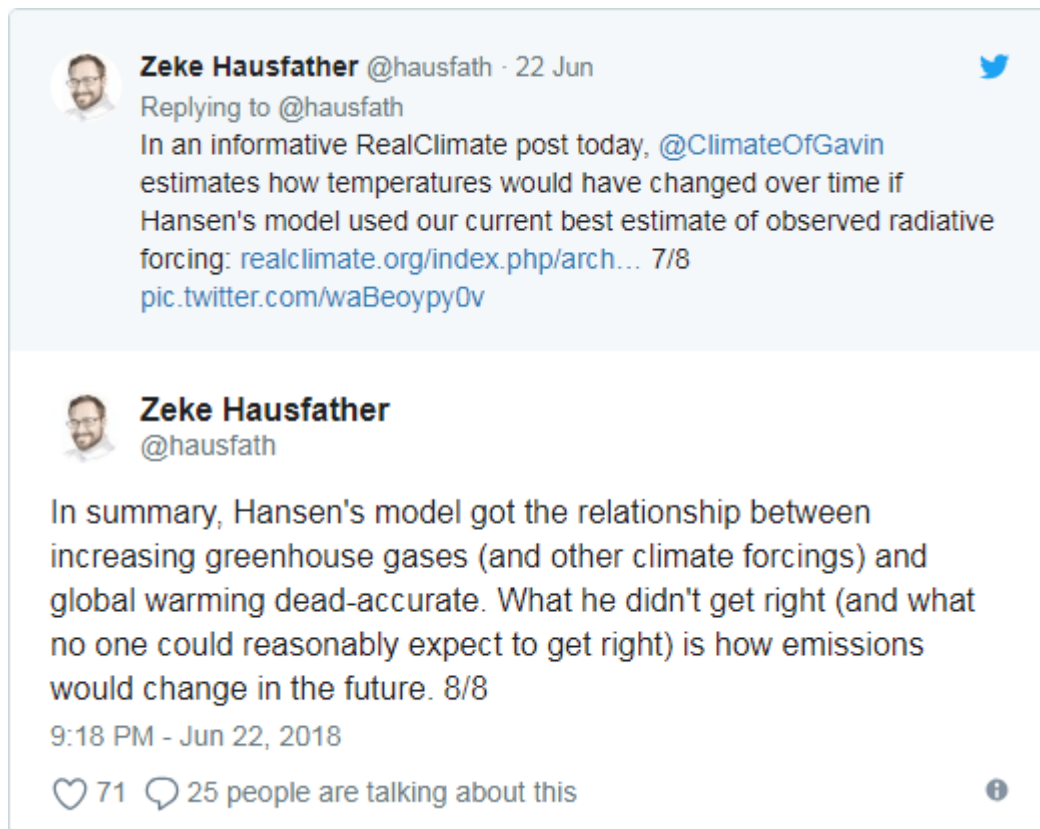 Zeke Hausfather @hausfath · 22 Jun
Replying to @hausfath
In an informative RealClimate post today, @ClimateOfGavin
estimates how temperatures would have changed over time if
Hansen's model used our current best estimate of observed radiative
forcing: realclimate.org/index.php/arch… 7/8
pic.twitter.com/waBeoypy0v
Zeke Hausfather
@hausfath
In summary, Hansen's model got the relationship between
increasing greenhouse gases (and other climate forcings) and
global warming dead-accurate. What he didn't get right (and what
no one could reasonably expect to get right) is how emissions
would change in the future. 8/8
9:18 PM - Jun 22, 2018
71 25 people are talking about this